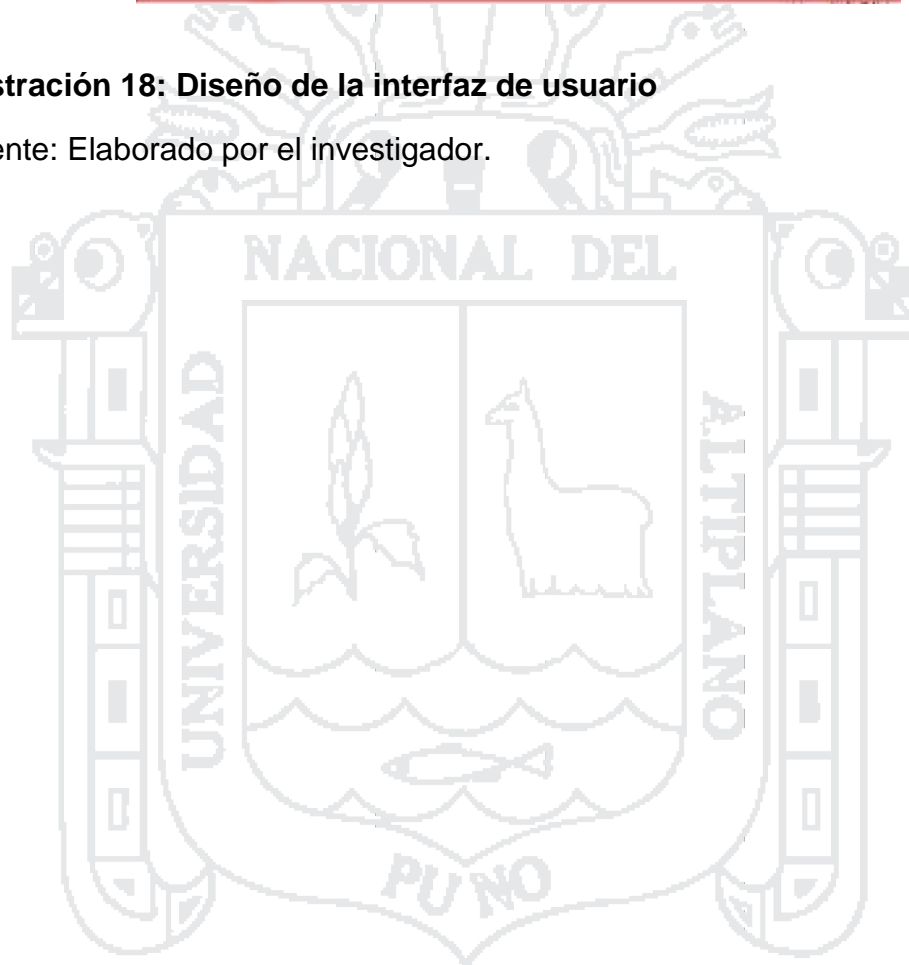 stración 18: Diseño de la interfaz de usuario
ente: Elaborado por el investigador.
NACIONAL DEL
UNIVERSIDAD
ALTIPLANO
PUNO